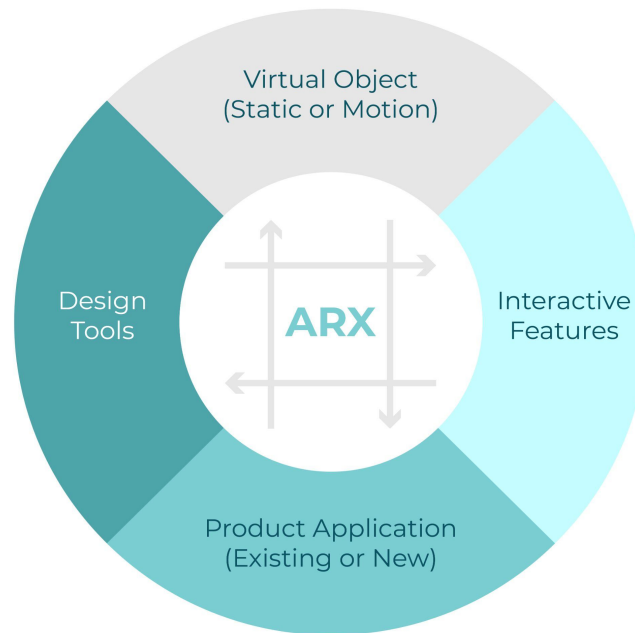 Virtual Object
(Static or Motion)
Design
Tools
ARX
Interactive
Features
Product Application
(Existing or New)